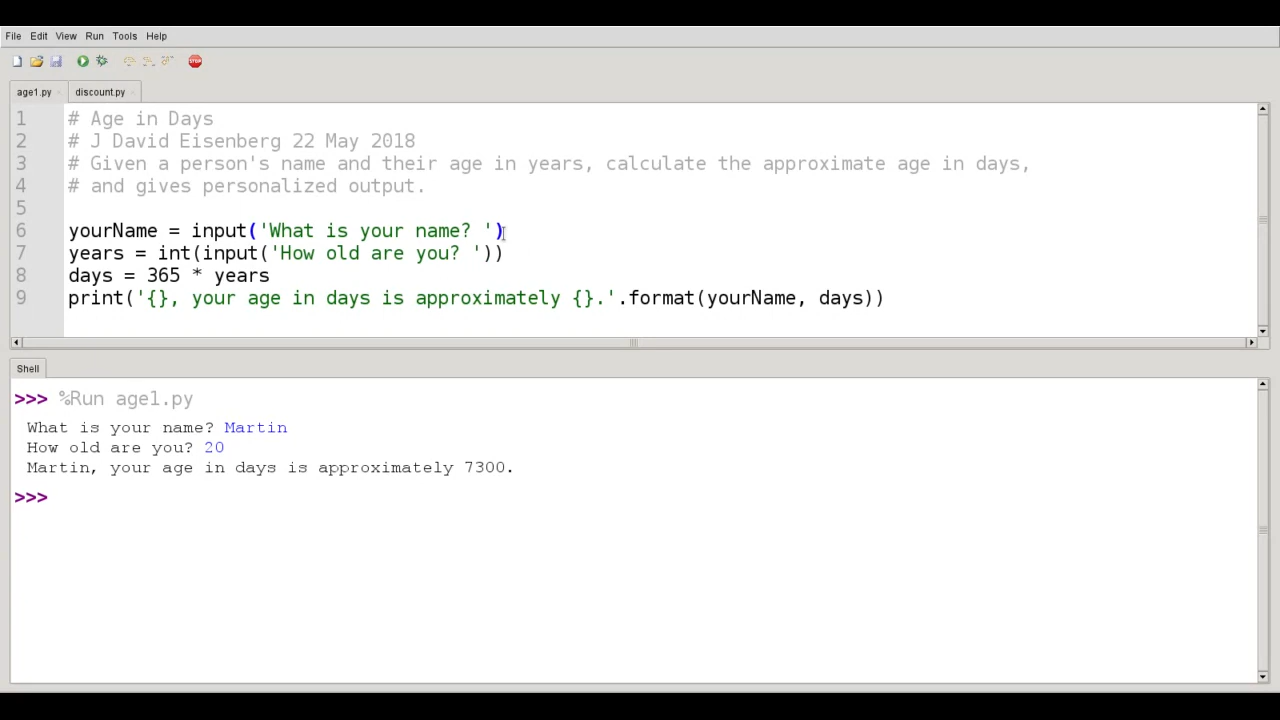 File Edit View Run Tools Help
STOP
age1.py discount.py
1 # Age in Days
2 # J David Eisenberg 22 May 2018
3 # Given a person's name and their age in years, calculate the approximate age in days,
4 # and gives personalized output.
5
6 yourName = input('What is your name? ')
7 years = int(input('How old are you? '))
8 days = 365 * years
9 print('{}, your age in days is approximately {}.'.format(yourName, days))
Shell
>>> %Run age1.py
What is your name? Martin
How old are you? 20
Martin, your age in days is approximately 7300.
>>>